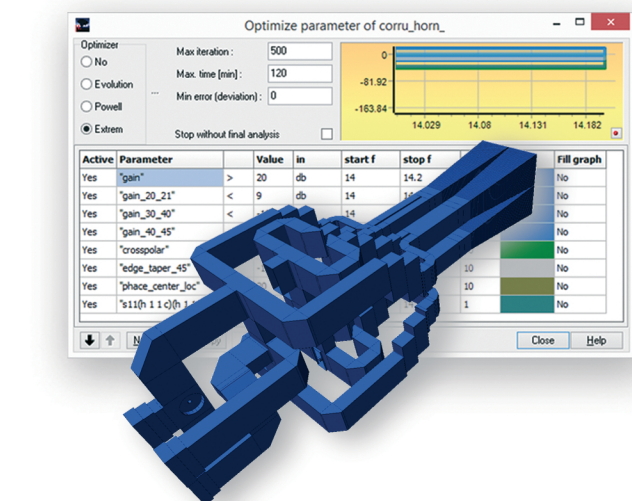 Optimize parameter of corru_horn_
Optimizer
No
Evolution
Powell
Extrem
...
Max iteration : 500
Max. time [min] : 120
Min error (deviation) : 0
Stop without final analysis
0
-81.92
-163.84
14.029 14.08 14.131 14.182
Active Parameter Value in start f stop f Fill graph
Yes "gain" > 20 db 14 14.2 No
Yes "gain_20_21" < 9 db 14 No
Yes "gain_30_40" < 14 No
Yes "gain_40_45" No
Yes "crosspolar" No
Yes "edge_taper_45" 10 No
Yes "phace_center_loc" 10 No
Yes "s11(h 1 1 c)(h 1 1 No
Close Help